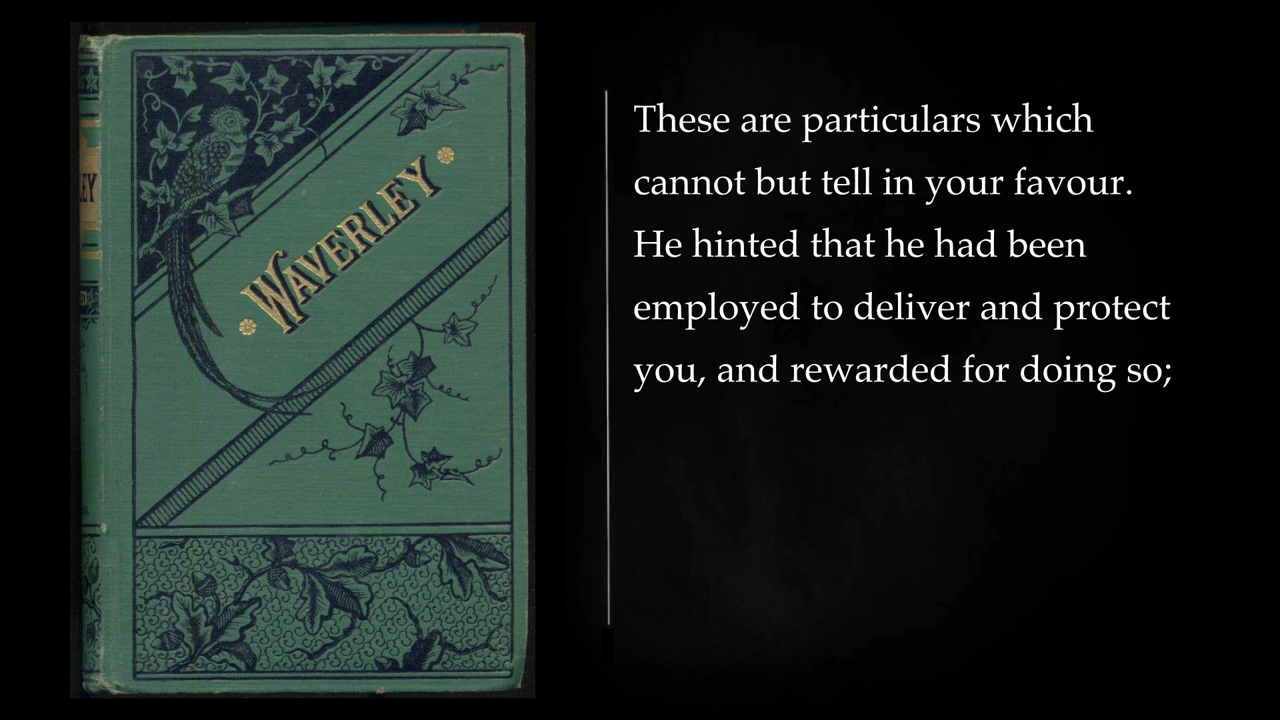 WAVERLEY
EY
These are particulars which
cannot but tell in your favour.
He hinted that he had been
employed to deliver and protect
you, and rewarded for doing so;